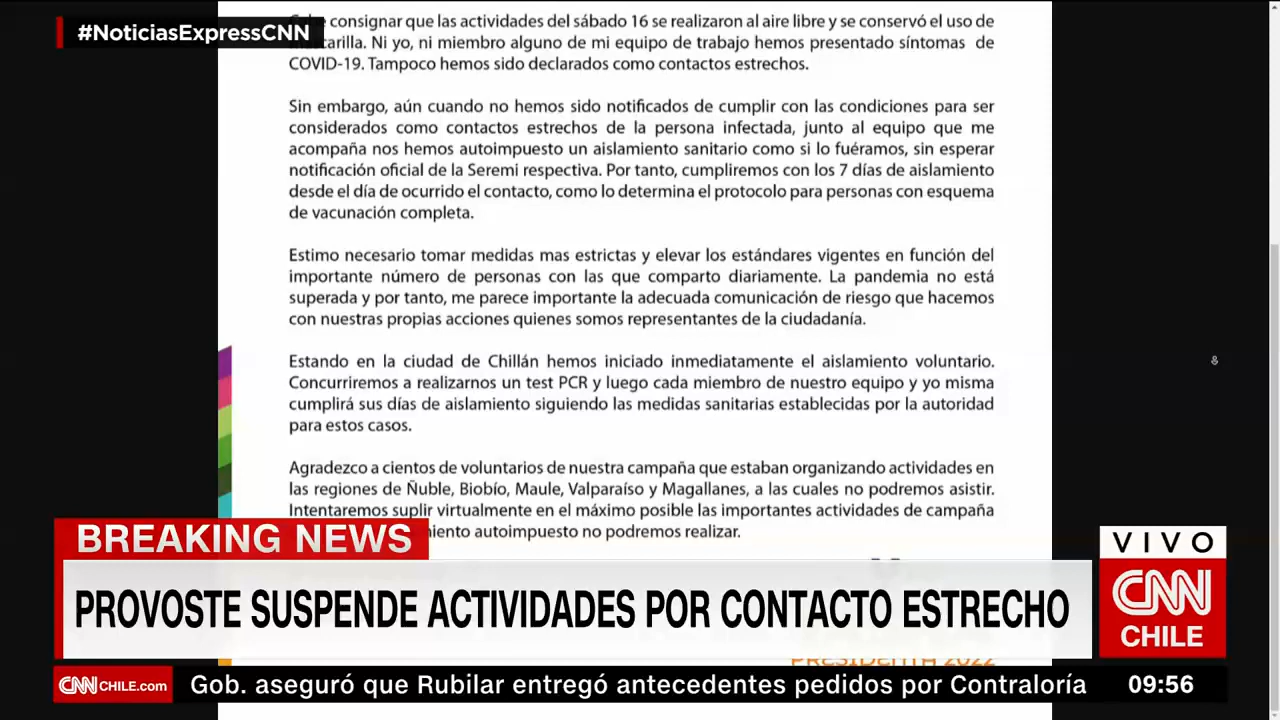 #NoticiasExpressCNN
consignar que las actividades del sábado 16 se realizaron al aire libre y se conservó el uso de
Ni yo, ni miembro alguno de mi equipo de trabajo hemos presentado síntomas de
COVID-19. Tampoco hemos sido declarados como contactos estrechos.
Sin embargo, aún cuando no hemos sido notificados de cumplir con las condiciones para ser
considerados como contactos estrechos de la persona infectada, junto al equipo que me
acompaña nos hemos autoimpuesto un aislamiento sanitario como si lo fuéramos, sin esperar
notificación oficial de la Seremi respectiva. Por tanto, cumpliremos con los 7 días de aislamiento
desde el día de ocurrido el contacto, como lo determina el protocolo para personas con esquema
de vacunación completa.
Estimo necesario tomar medidas mas estrictas y elevar los estándares vigentes en función del
importante número de personas con las que comparto diariamente. La pandemia no está
superada y por tanto, me parece importante la adecuada comunicación de riesgo que hacemos
con nuestras propias acciones quienes somos representantes de la ciudadanía.
Estando en la ciudad de Chillán hemos iniciado inmediatamente el aislamiento voluntario.
Concurriremos a realizarnos un test PCR y luego cada miembro de nuestro equipo y yo misma
cumplirá sus días de aislamiento siguiendo las medidas sanitarias establecidas por la autoridad
para estos casos.
Agradezco a cientos de voluntarios de nuestra campaña que estaban organizando actividades en
las regiones de Ñuble, Biobío, Maule, Valparaíso y Magallanes, a las cuales no podremos asistir.
Intentaremos suplir virtualmente en el máximo posible las importantes actividades de campaña
autoimpuesto no podremos realizar.
BREAKING NEWS
PROVOSTE SUSPENDE ACTIVIDADES POR CONTACTO ESTRECHO
VIVO
CNN
CHILE
CNNCHILE.com
Gob. aseguró que Rubilar entregó antecedentes pedidos por Contraloría
09:56